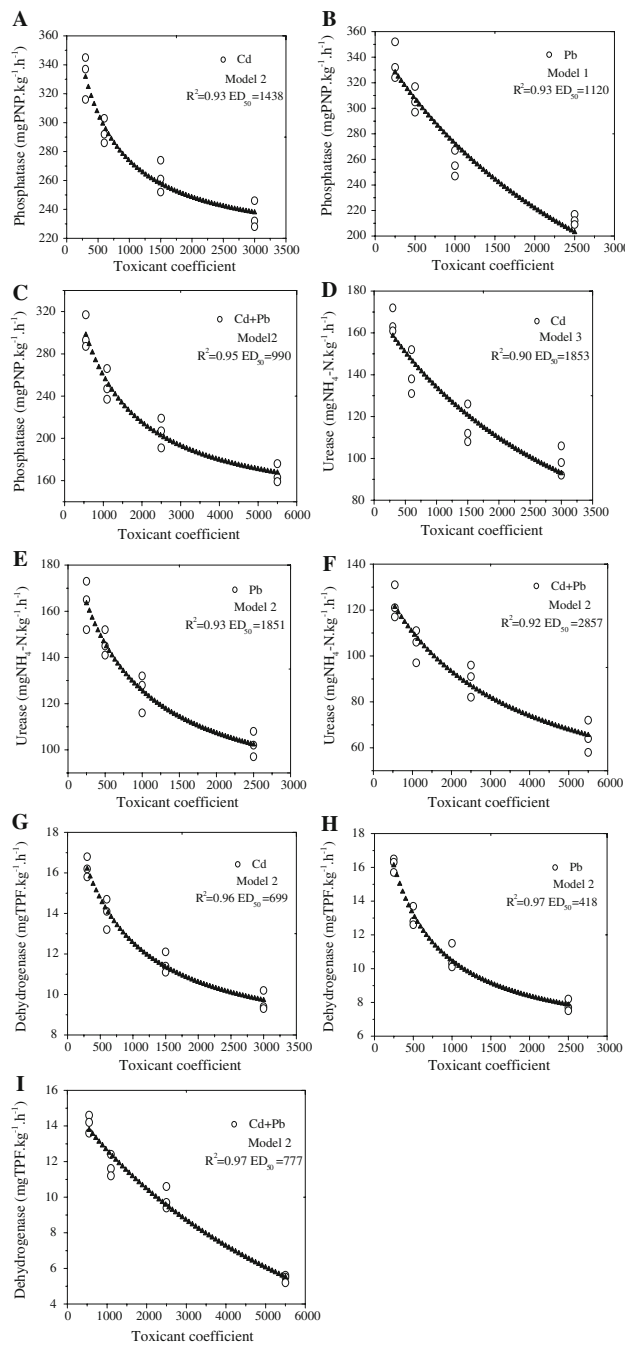 A
Phosphatase (mgPNP.kg⁻¹.h⁻¹)
360
340
320
300
280
260
240
220
Cd
Model 2
R²=0.93 ED₅₀=1438
0 500 1000 1500 2000 2500 3000 3500
Toxicant coefficient
B
Phosphatase (mgPNP.kg⁻¹.h⁻¹)
360
340
320
300
280
260
240
220
200
Pb
Model 1
R²=0.93 ED₅₀=1120
0 500 1000 1500 2000 2500 3000
Toxicant coefficient
C
Phosphatase (mgPNP.kg⁻¹.h⁻¹)
320
280
240
200
160
Cd+Pb
Model2
R²=0.95 ED₅₀=990
0 1000 2000 3000 4000 5000 6000
Toxicant coefficient
D
Urease (mgNH₄-N.kg⁻¹.h⁻¹)
180
160
140
120
100
80
Cd
Model 3
R²=0.90 ED₅₀=1853
0 500 1000 1500 2000 2500 3000 3500
Toxicant coefficient
E
Urease (mgNH₄-N.kg⁻¹.h⁻¹)
180
160
140
120
100
Pb
Model 2
R²=0.93 ED₅₀=1851
0 500 1000 1500 2000 2500 3000
Toxicant coefficient
F
Urease (mgNH₄-N.kg⁻¹.h⁻¹)
140
120
100
80
60
Cd+Pb
Model 2
R²=0.92 ED₅₀=2857
0 1000 2000 3000 4000 5000 6000
Toxicant coefficient
G
Dehydrogenase (mgTPF.kg⁻¹.h⁻¹)
18
16
14
12
10
8
Cd
Model 2
R²=0.96 ED₅₀=699
0 500 1000 1500 2000 2500 3000 3500
Toxicant coefficient
H
Dehydrogenase (mgTPF.kg⁻¹.h⁻¹)
18
16
14
12
10
8
6
Pb
Model 2
R²=0.97 ED₅₀=418
0 500 1000 1500 2000 2500 3000
Toxicant coefficient
I
Dehydrogenase (mgTPF.kg⁻¹.h⁻¹)
16
14
12
10
8
6
4
Cd+Pb
Model 2
R²=0.97 ED₅₀=777
0 1000 2000 3000 4000 5000 6000
Toxicant coefficient